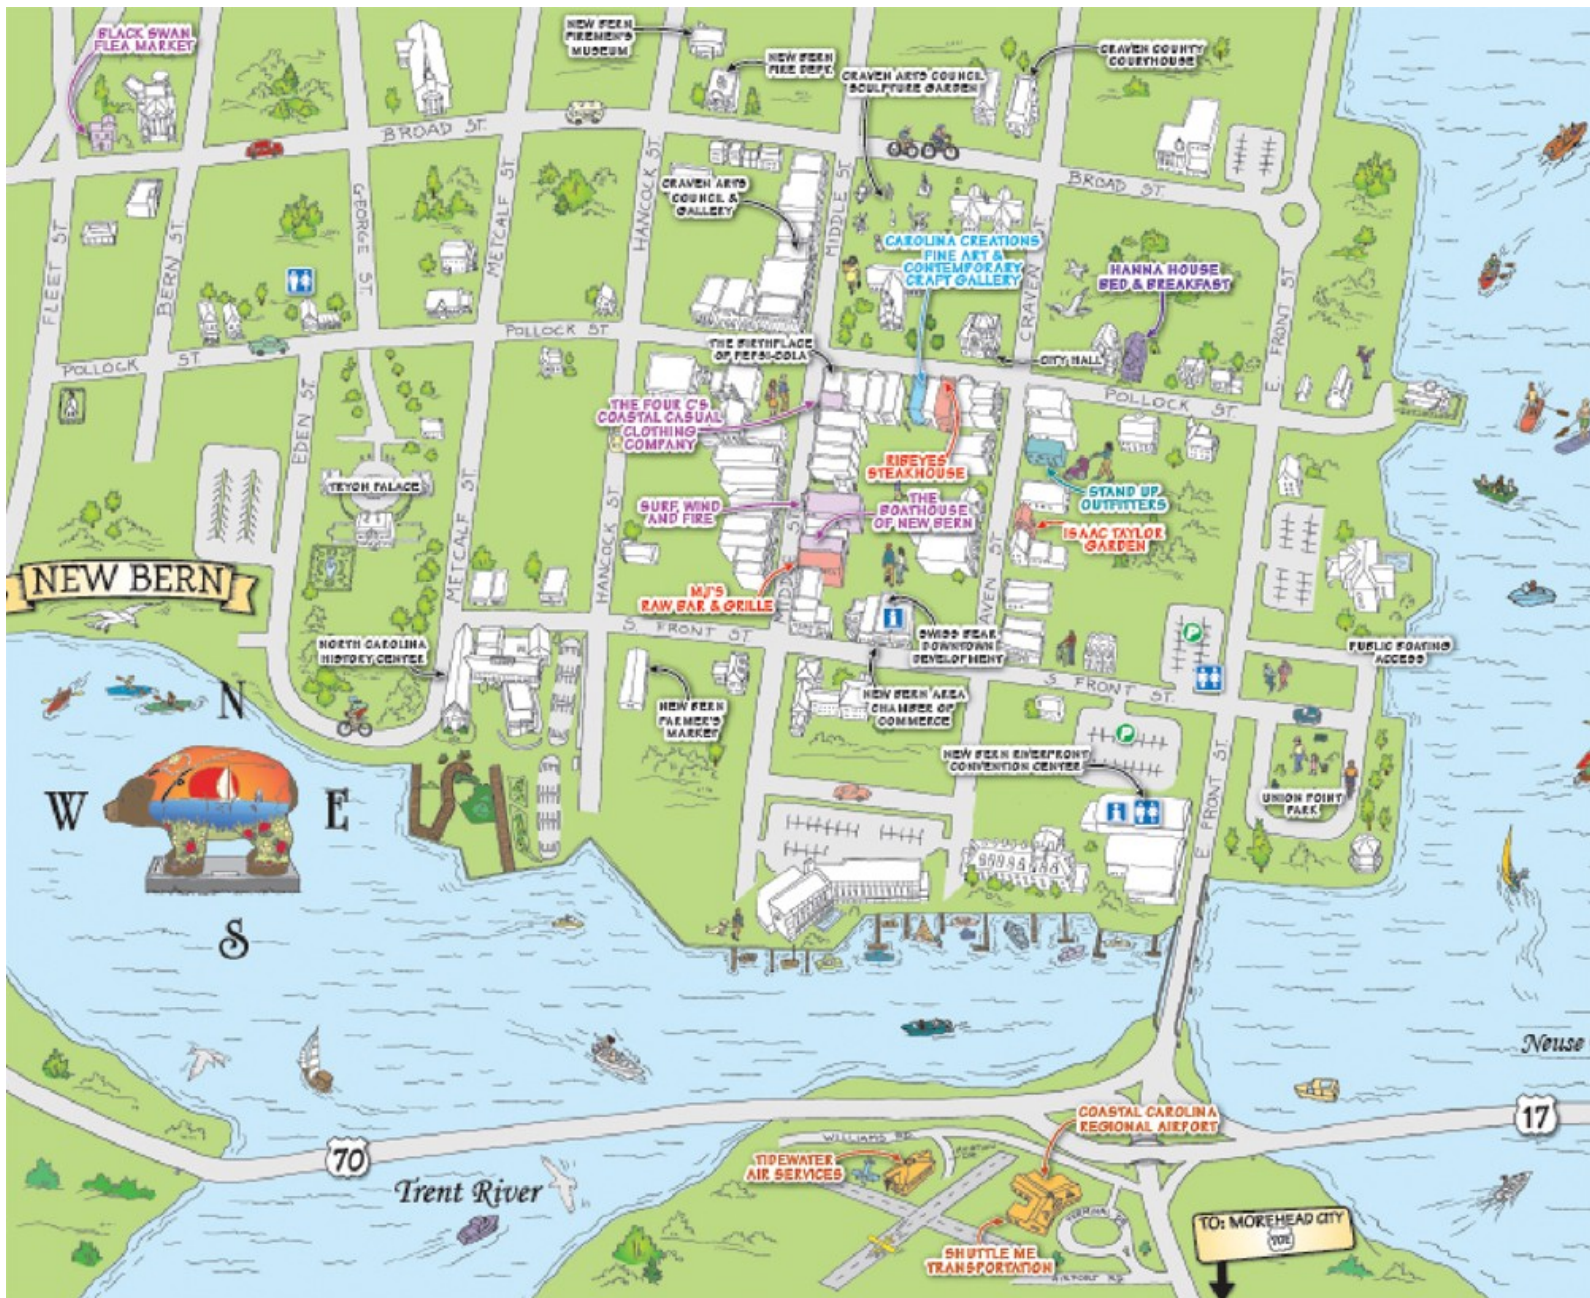 BLACK SWAN
FLEA MARKET
NEW BERN
FIREMEN'S
MUSEUM
NEW BERN
FIRE DEPT.
CRAVEN ARTS COUNCIL
SCULPTURE GARDEN
CRAVEN COUNTY
COURTHOUSE
BROAD ST.
BROAD ST.
FLEET ST.
BERN ST.
GEORGE ST.
METCALF ST.
HANCOCK ST.
MIDDLE ST.
CRAVEN ST
E. FRONT ST
CRAVEN ARTS
COUNCIL &
GALLERY
CAROLINA CREATIONS
FINE ART &
CONTEMPORARY
CRAFT GALLERY
HANNA HOUSE
BED & BREAKFAST
POLLOCK ST.
POLLOCK ST
THE BIRTHPLACE
OF PEPSI-COLA
CITY HALL
POLLOCK ST.
EDEN ST.
THE FOUR C'S
COASTAL CASUAL
CLOTHING
COMPANY
RIBEYES
STEAKHOUSE
TRYON PALACE
METCALF ST.
HANCOCK ST.
SURF, WIND
AND FIRE
THE
BOATHOUSE
OF NEW BERN
STAND UP
OUTFITTERS
ISAAC TAYLOR
GARDEN
NEW BERN
MJ'S
RAW BAR & GRILLE
MIDDLE ST
AVEN ST.
S. FRONT ST
SWISS BEAR
DOWNTOWN
DEVELOPMENT
NORTH CAROLINA
HISTORY CENTER
PUBLIC BOATING
ACCESS
P
S FRONT ST.
NEW BERN
FARMER'S
MARKET
NEW BERN AREA
CHAMBER OF
COMMERCE
P
NEW BERN RIVERFRONT
CONVENTION CENTER
E FRONT ST.
UNION POINT
PARK
N
W
E
S
Neuse
17
70
Trent River
COASTAL CAROLINA
REGIONAL AIRPORT
WILLIAMS RD.
TIDEWATER
AIR SERVICES
SHUTTLE ME
TRANSPORTATION
AIRPORT RD
TO: MOREHEAD CITY